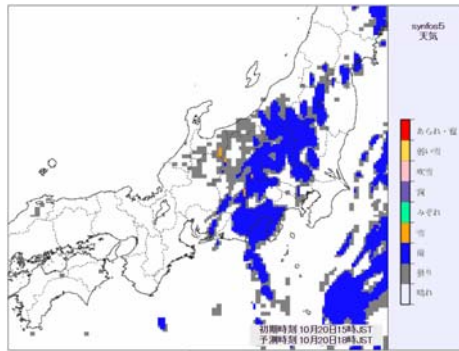 synfos5
天気
あられ・雹
弱い雪
吹雪
霧
みぞれ
雪
雨
曇り
晴れ
初期時刻 10月20日15時JST
予測時刻 10月20日18時JST